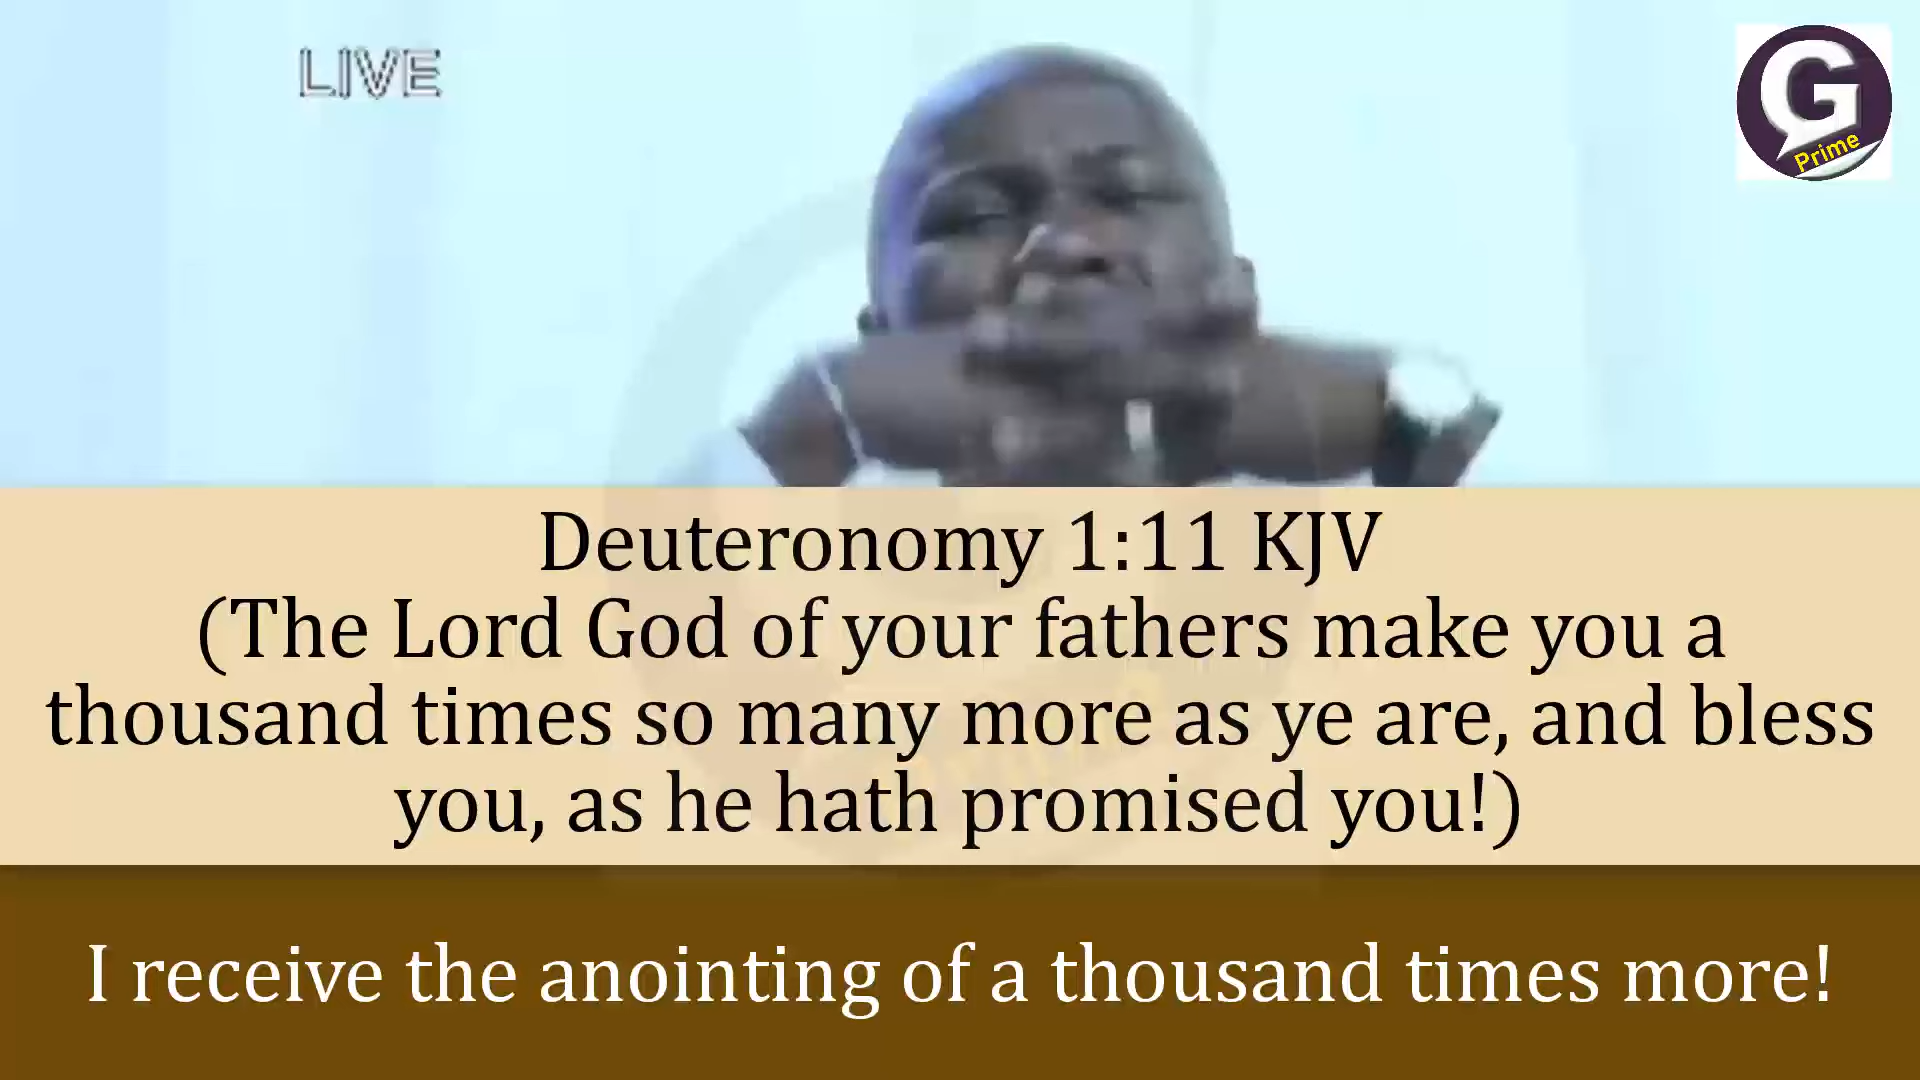 LIVE
G
Prime
Deuteronomy 1:11 KJV
(The Lord God of your fathers make you a
thousand times so many more as ye are, and bless
you, as he hath promised you!)
I receive the anointing of a thousand times more!